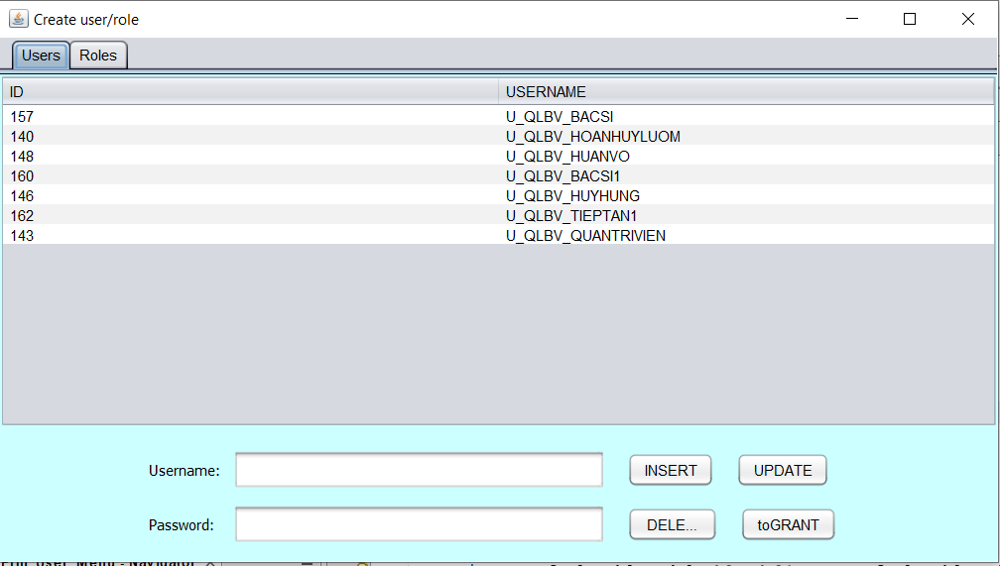 Create user/role
Users Roles
ID USERNAME
157 U_QLBV_BACSI
140 U_QLBV_HOANHUYLUOM
148 U_QLBV_HUANVO
160 U_QLBV_BACSI1
146 U_QLBV_HUYHUNG
162 U_QLBV_TIEPTAN1
143 U_QLBV_QUANTRIVIEN
Username: INSERT UPDATE
Password: DELE... toGRANT